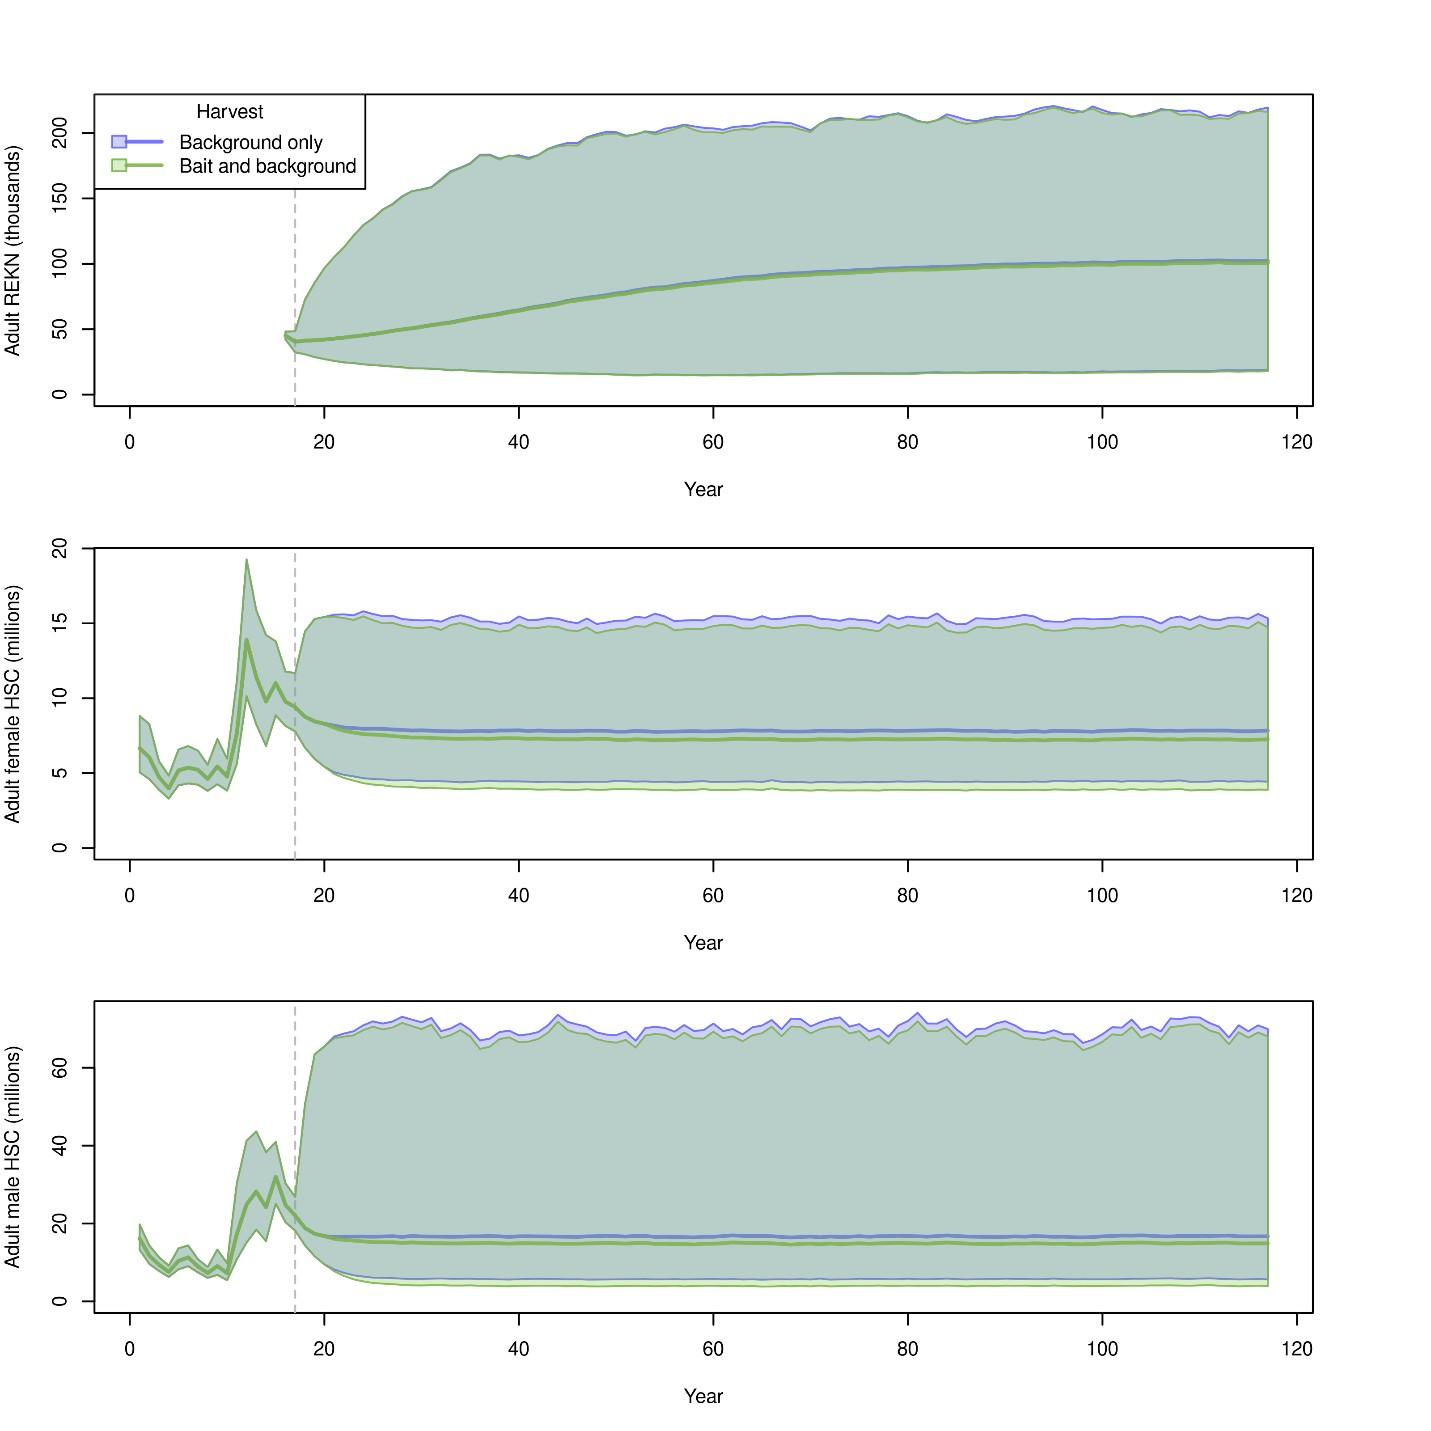 Harvest
Background only
Bait and background
Adult REKN (thousands)
0 50 100 150 200
0 20 40 60 80 100 120
Year
Adult female HSC (millions)
0 5 10 15 20
0 20 40 60 80 100 120
Year
Adult male HSC (millions)
0 20 40 60
0 20 40 60 80 100 120
Year